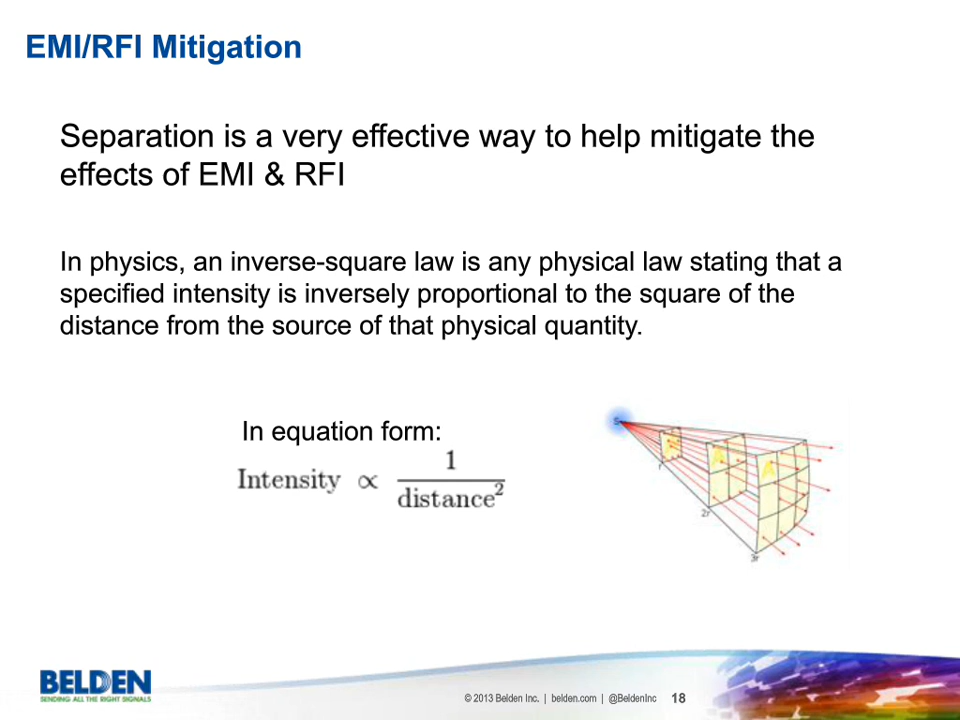 EMI/RFI Mitigation
Separation is a very effective way to help mitigate the
effects of EMI & RFI
In physics, an inverse-square law is any physical law stating that a
specified intensity is inversely proportional to the square of the
distance from the source of that physical quantity.
In equation form:
Intensity ∝ 1
distance²
S
A
A
A
r
2r
3r
BELDEN
SENDING ALL THE RIGHT SIGNALS
© 2013 Belden Inc. | belden.com | @BeldenInc 18